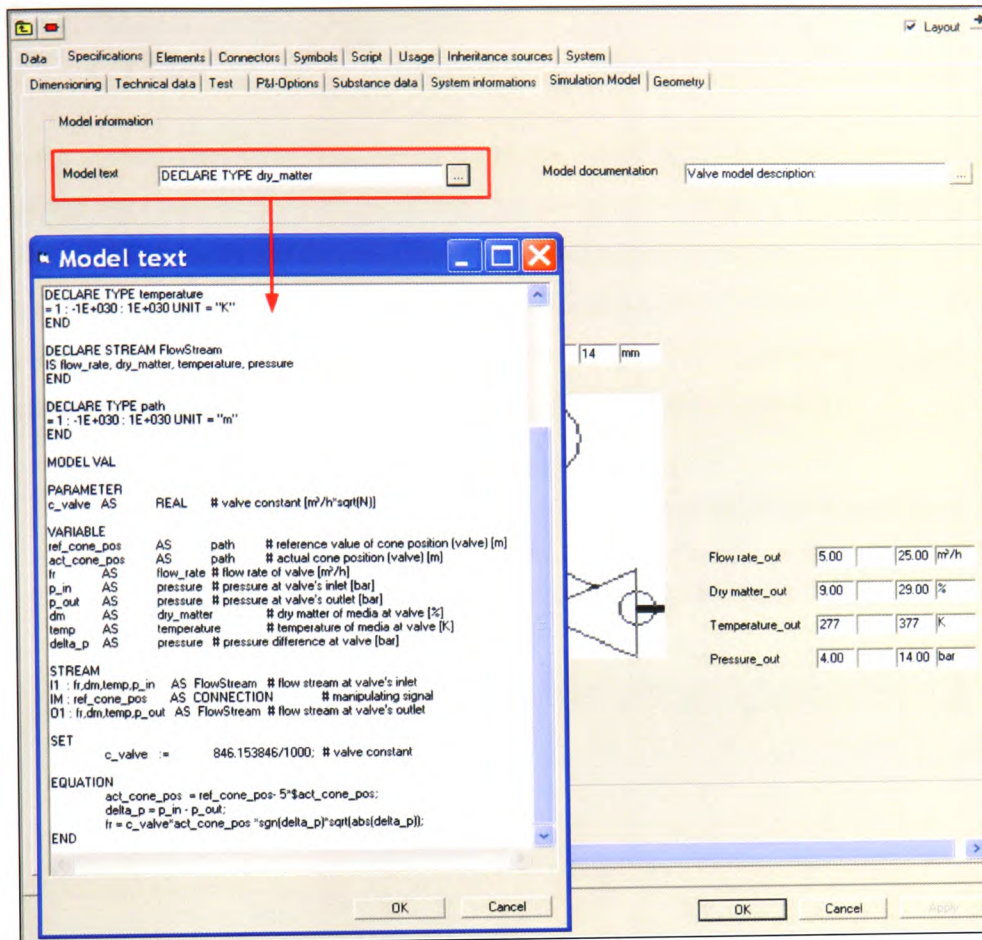 Layout
Data Specifications Elements Connectors Symbols Script Usage Inheritance sources System
Dimensioning Technical data Test P&I-Options Substance data System informations Simulation Model Geometry
Model information
Model text DECLARE TYPE dry_matter ... Model documentation Valve model description: ...
Model text
DECLARE TYPE temperature
= 1 : -1E+030 : 1E+030 UNIT = "K"
END
DECLARE STREAM FlowStream
IS flow_rate, dry_matter, temperature, pressure
END
DECLARE TYPE path
= 1 : -1E+030 : 1E+030 UNIT = "m"
END
MODEL VAL
PARAMETER
c_valve AS REAL # valve constant [m³/h*sqrt(N)]
VARIABLE
ref_cone_pos AS path # reference value of cone position (valve) [m]
act_cone_pos AS path # actual cone position (valve) [m]
fr AS flow_rate # flow rate of valve [m³/h]
p_in AS pressure # pressure at valve's inlet [bar]
p_out AS pressure # pressure at valve's outlet [bar]
dm AS dry_matter # dry matter of media at valve [%]
temp AS temperature # temperature of media at valve [K]
delta_p AS pressure # pressure difference at valve [bar]
STREAM
I1 : fr,dm,temp,p_in AS FlowStream # flow stream at valve's inlet
IM : ref_cone_pos AS CONNECTION # manipulating signal
O1 : fr,dm,temp,p_out AS FlowStream # flow stream at valve's outlet
SET
c_valve := 846.153846/1000; # valve constant
EQUATION
act_cone_pos = ref_cone_pos- 5*$act_cone_pos;
delta_p = p_in - p_out;
fr = c_valve*act_cone_pos *sgn(delta_p)*sqrt(abs(delta_p));
END
OK Cancel
14 mm
Flow rate_out 5.00 25.00 m³/h
Dry matter_out 9.00 29.00 %
Temperature_out 277 377 K
Pressure_out 4.00 14.00 bar
OK Cancel Apply